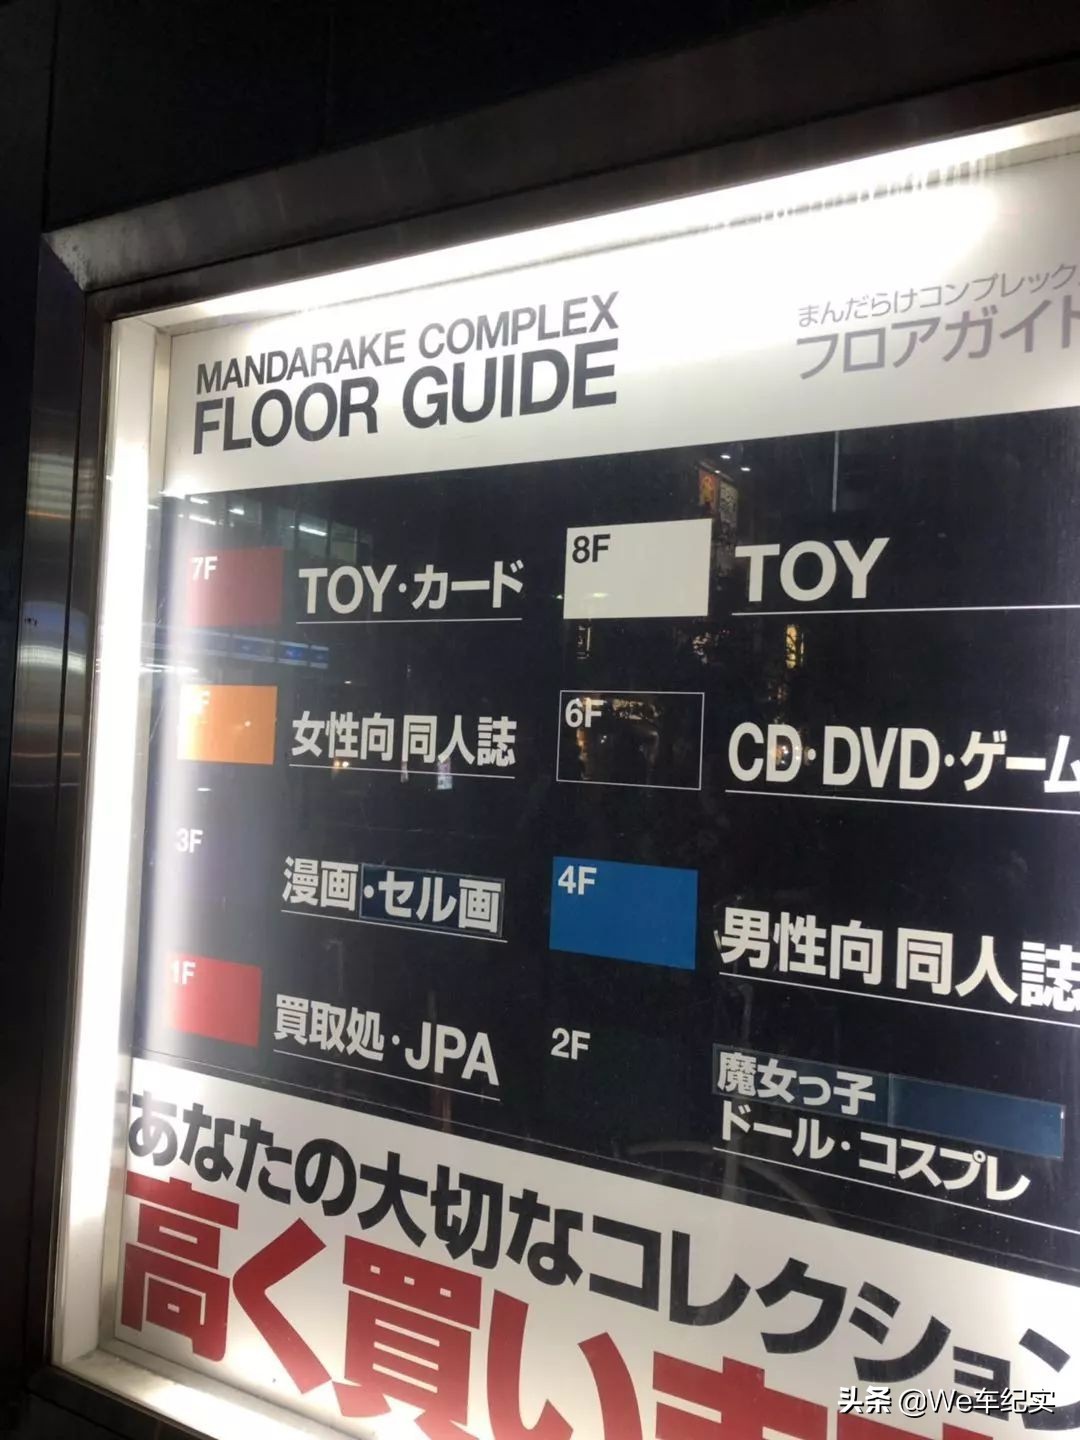 MANDARAKE COMPLEX
FLOOR GUIDE
まんだらけコンプレックス
フロアガイド
7F
TOY・カード
8F
TOY
F
女性向 同人誌
6F
CD・DVD・ゲーム
3F
漫画・セル画
4F
男性向 同人誌
1F
買取処・JPA
2F
魔女っ子
ドール・コスプレ
あなたの大切なコレクション
高く買いま
头条 @We车纪实